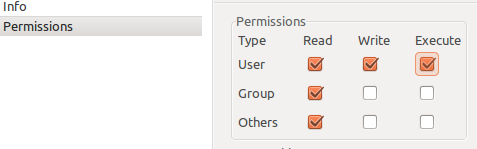 Info
Permissions
Permissions
Type Read Write Execute
User
Group
Others